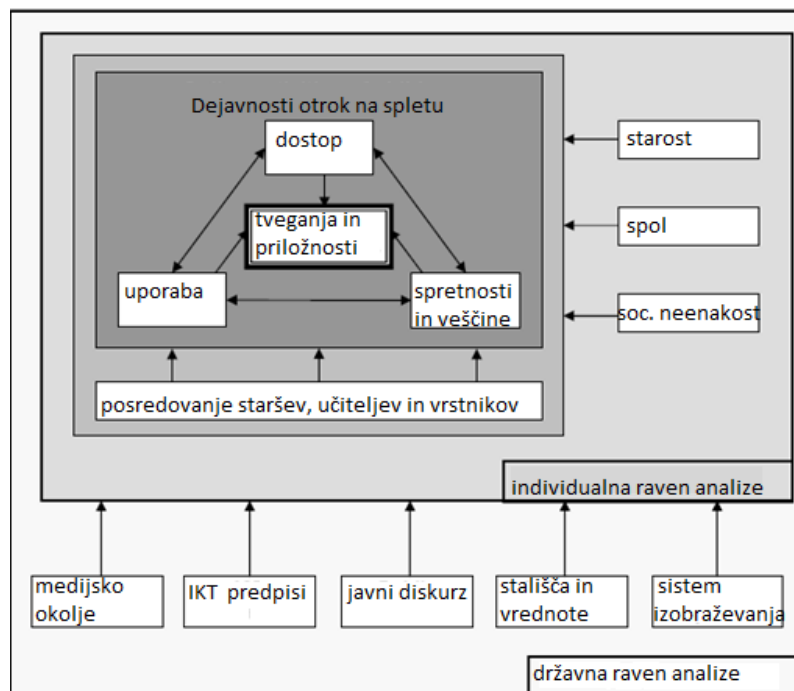 Dejavnosti otrok na spletu
dostop
starost
tveganja in
priložnosti
spol
uporaba
spretnosti
in veščine
soc. neenakost
posredovanje staršev, učiteljev in vrstnikov
individualna raven analize
medijsko
okolje
IKT predpisi
javni diskurz
stališča in
vrednote
sistem
izobraževanja
državna raven analize